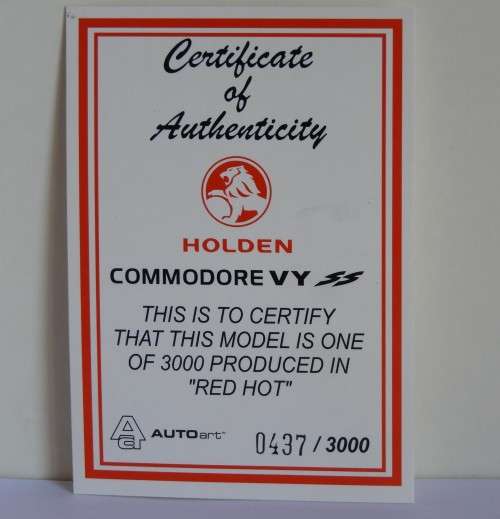 Certificate
of
Authenticity
HOLDEN
COMMODORE VY SS
THIS IS TO CERTIFY
THAT THIS MODEL IS ONE
OF 3000 PRODUCED IN
"RED HOT"
AUTOart™ 0437 / 3000